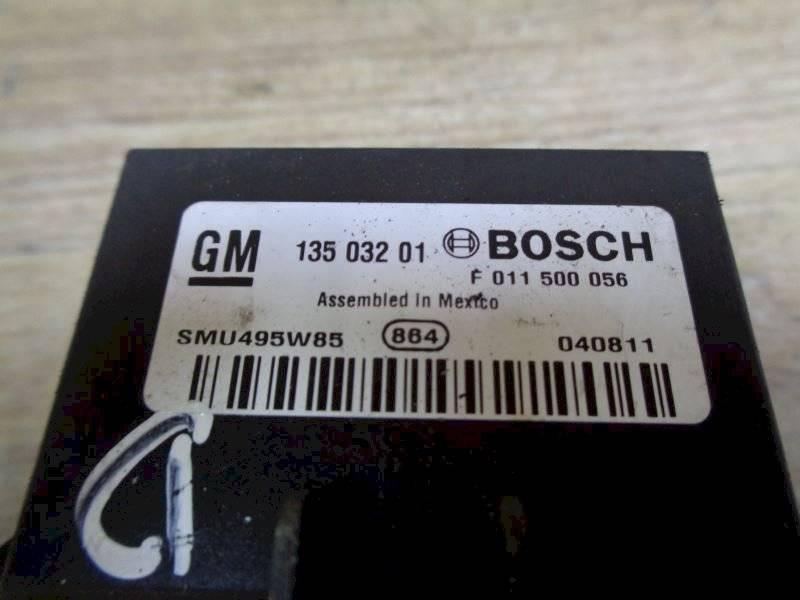 GM 135 032 01 BOSCH
F 011 500 056
Assembled in Mexico
SMU495W85 864 040811